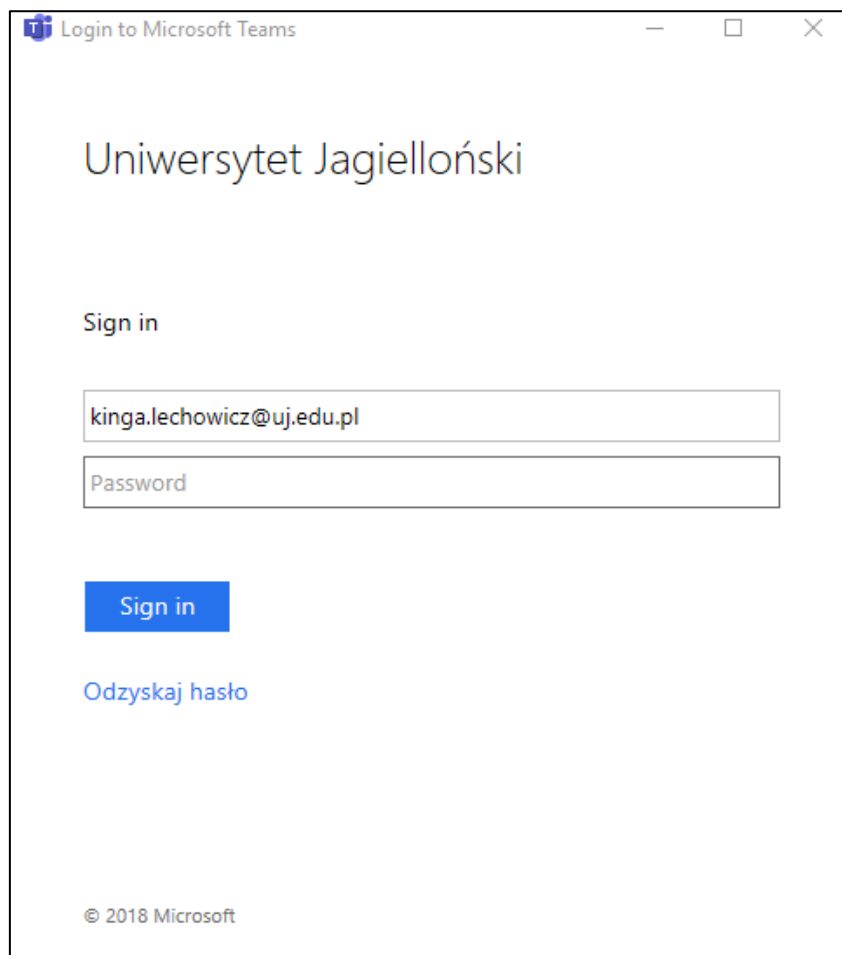 Login to Microsoft Teams
Uniwersytet Jagielloński
Sign in
kinga.lechowicz@uj.edu.pl
Password
Sign in
Odzyskaj hasło
© 2018 Microsoft